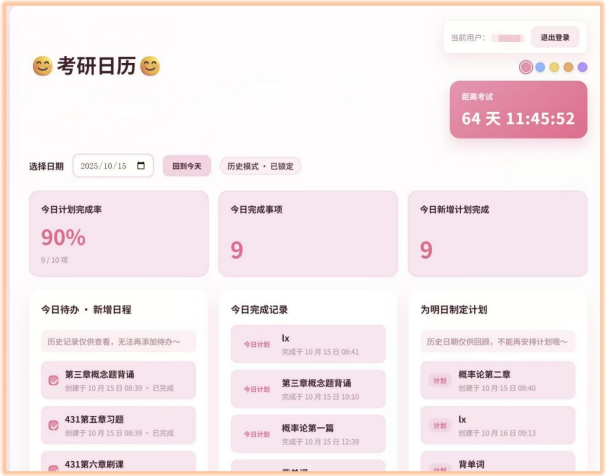 当前用户：
退出登录
考研日历
距离考试
64 天 11:45:52
选择日期 2025/10/15 回到今天 历史模式 · 已锁定
今日计划完成率
90%
9 / 10 项
今日完成事项
9
今日新增计划完成
9
今日待办 · 新增日程
历史记录仅供查看，无法再添加待办～
第三章概念题背诵
创建于 10 月 15 日 08:39 · 已完成
431第五章习题
创建于 10 月 15 日 08:39 · 已完成
431第六章刷课
今日完成记录
今日计划
lx
完成于 10 月 15 日 08:41
今日计划
第三章概念题背诵
完成于 10 月 15 日 10:10
今日计划
概率论第一篇
完成于 10 月 15 日 12:39
背单词
为明日制定计划
历史日期仅供回顾，不能再安排计划哦～
计划
概率论第二章
创建于 10 月 15 日 08:40
计划
lx
创建于 10 月 16 日 09:13
计划
背单词